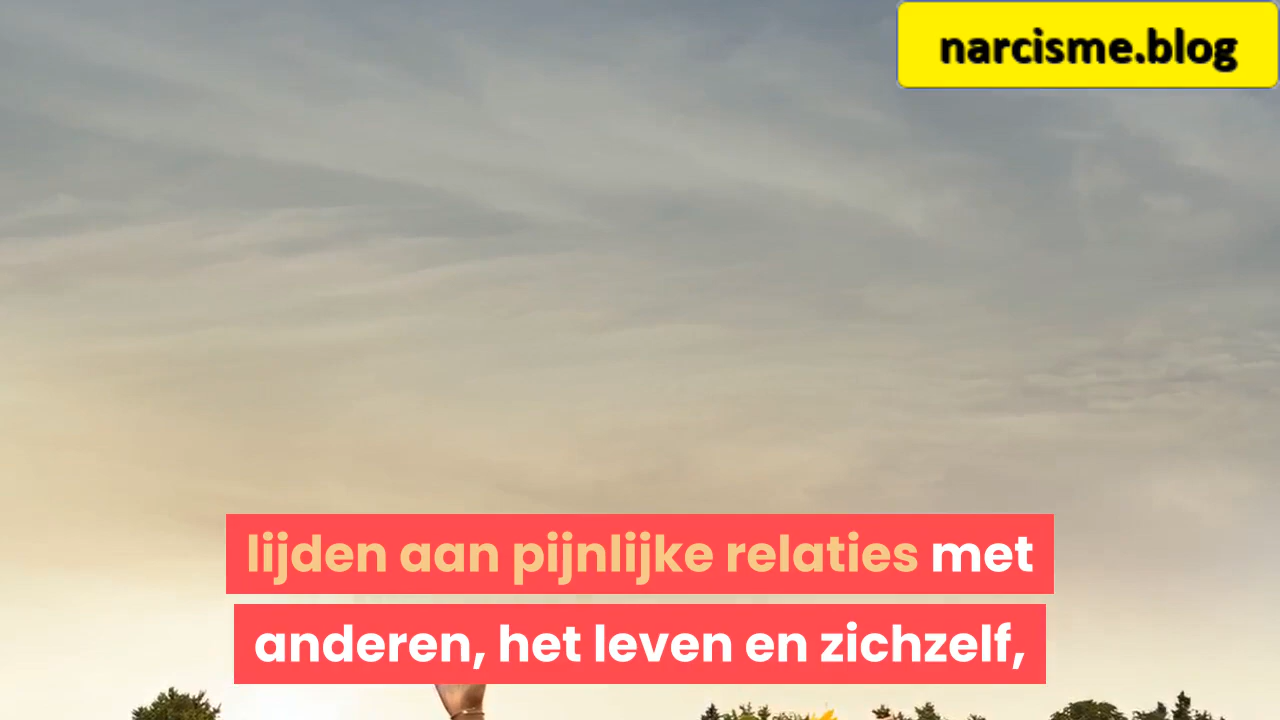 narcisme.blog
lijden aan pijnlijke relaties met
anderen, het leven en zichzelf,